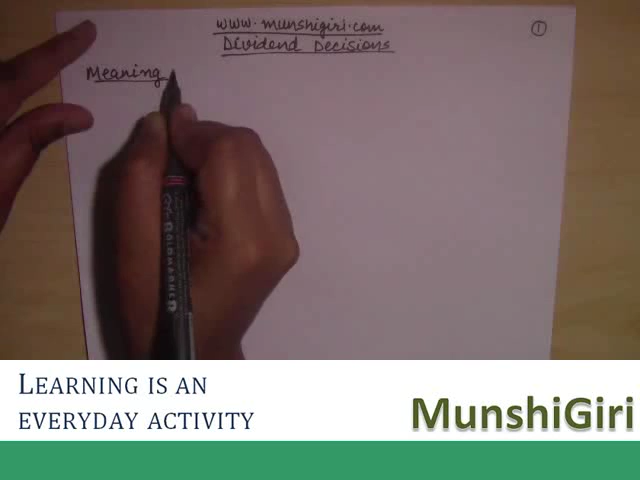 www.munshigiri.com
Dividend Decisions
1
Meaning
LEARNING IS AN
EVERYDAY ACTIVITY
MunshiGiri